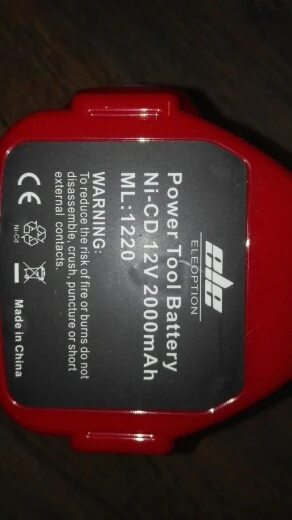 ele
ELEOPTION
Power Tool Battery
Ni-CD 12V 2000mAh
ML:1220
WARNING:
To reduce the risk of fire or burns do not
disassemble, crush, puncture or short
external contacts.
CE
Ni-Cd
Made in China